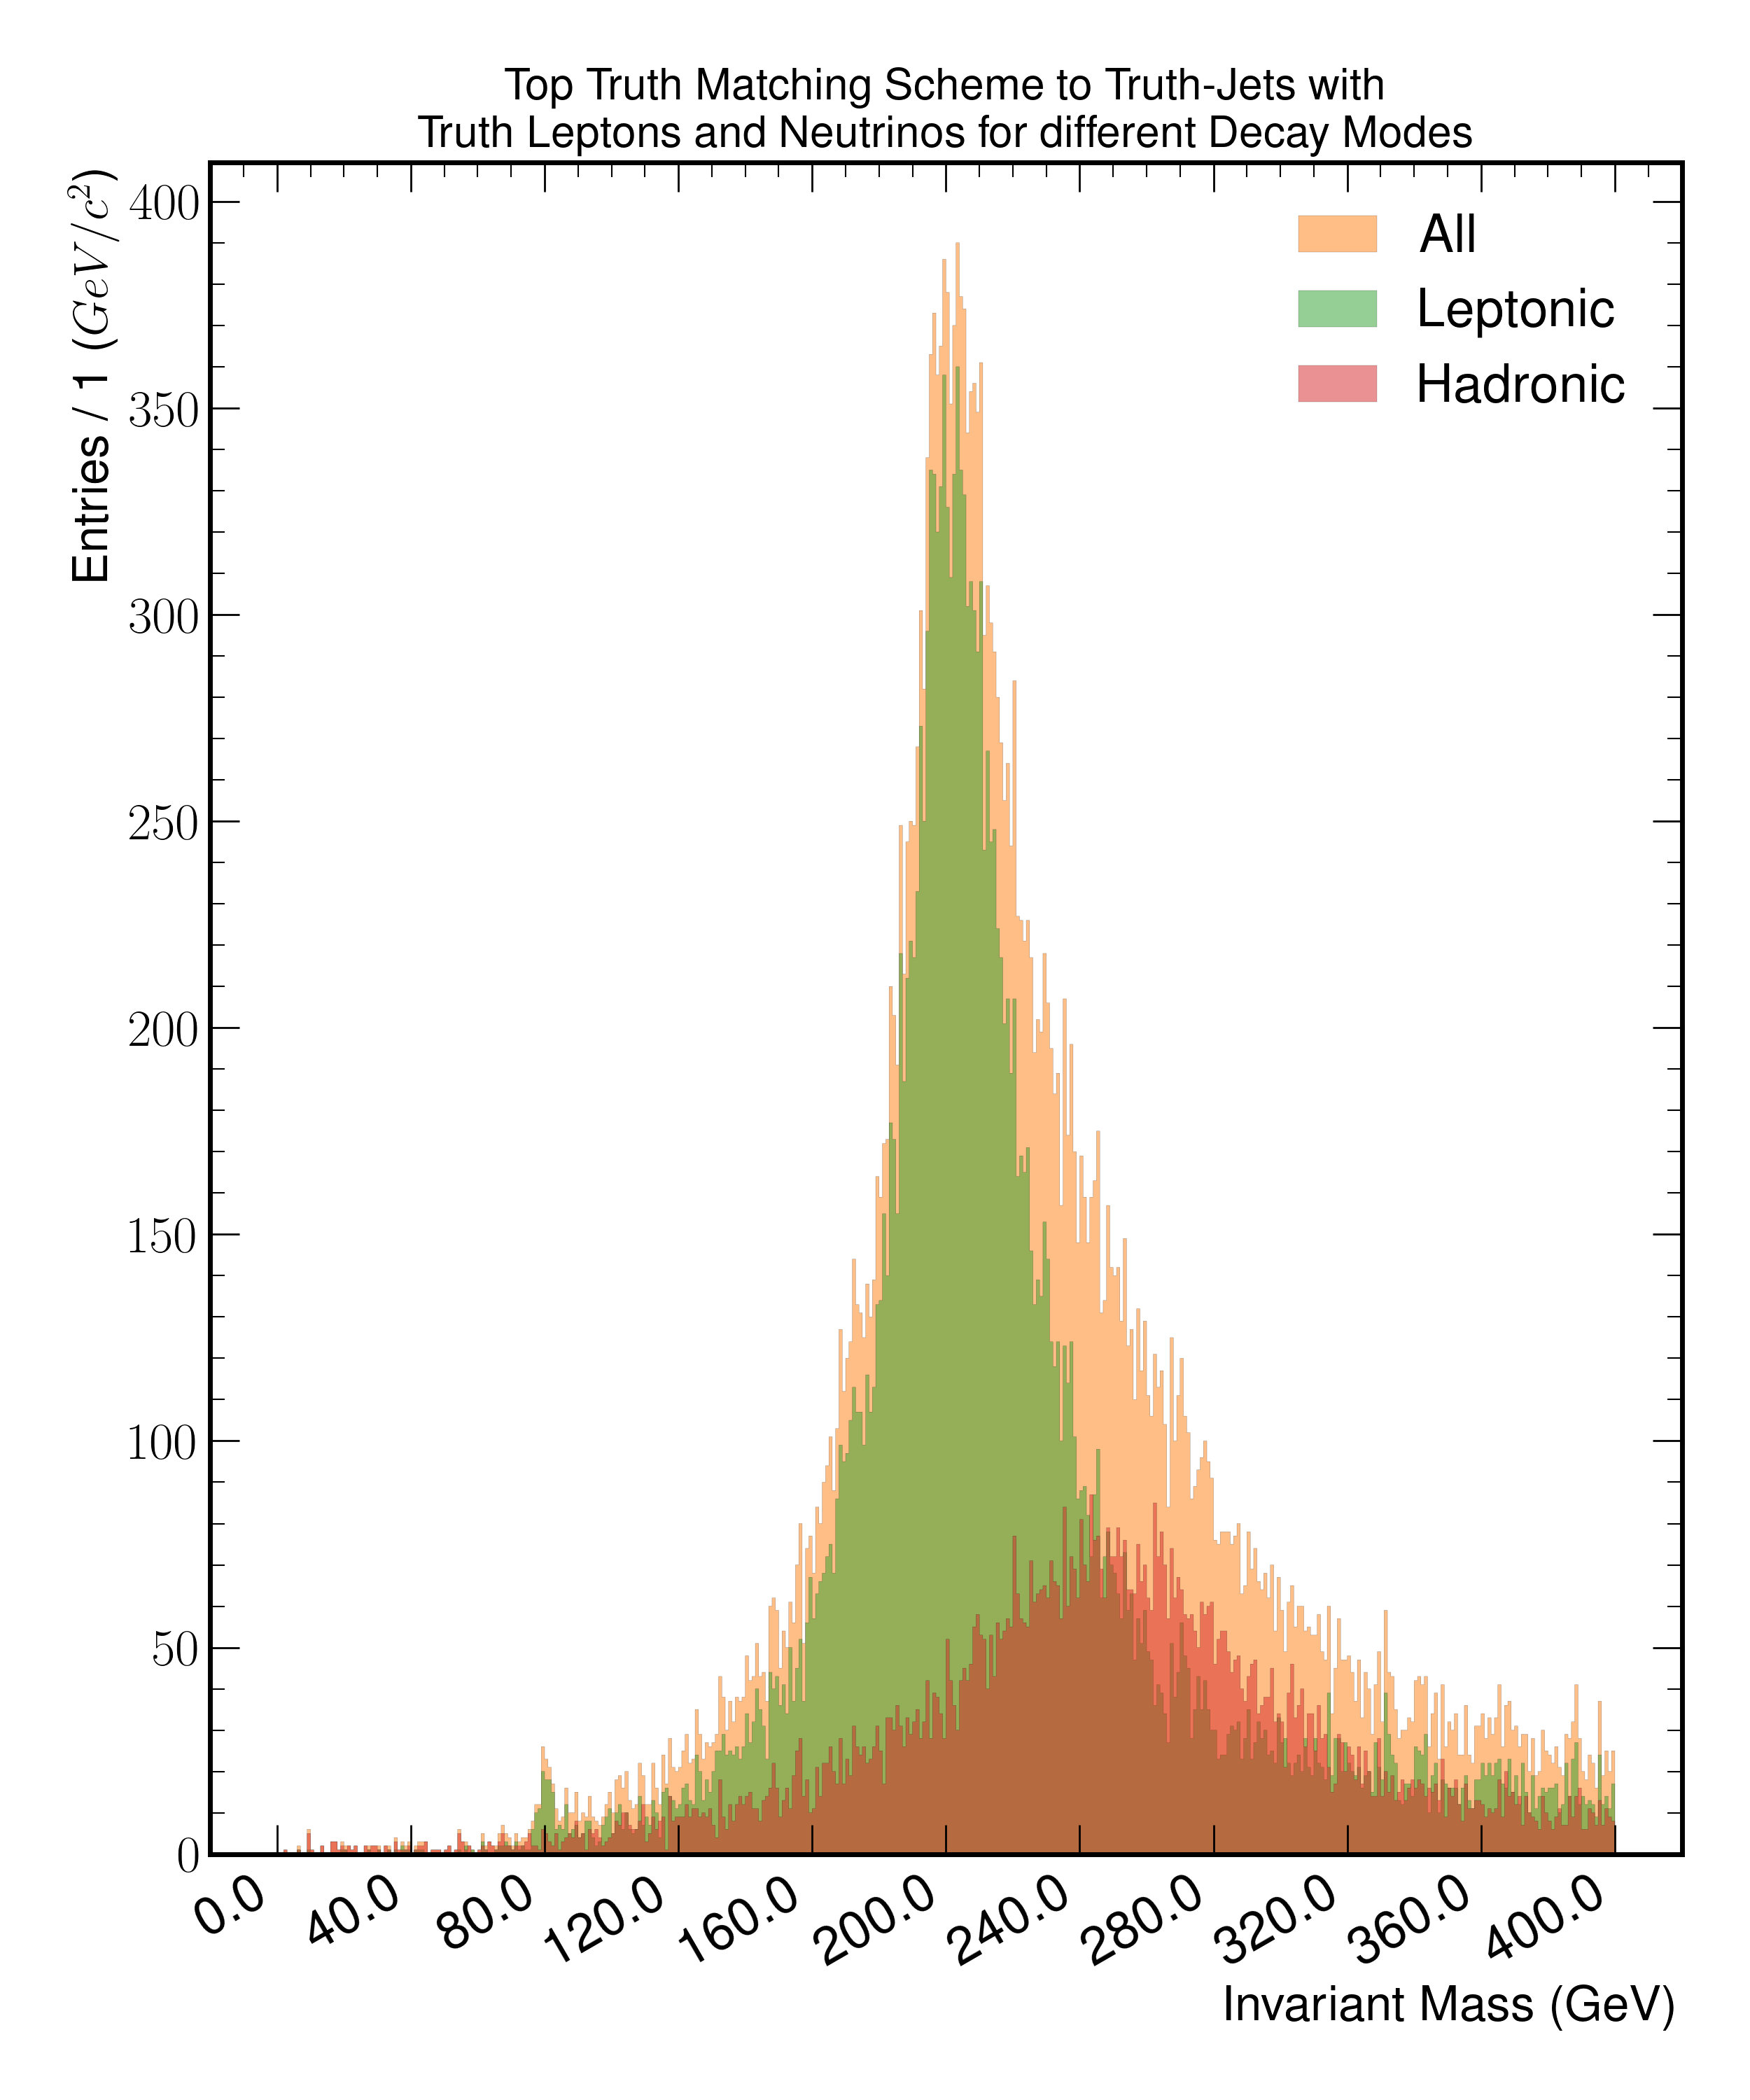 Top Truth Matching Scheme to Truth-Jets with
Truth Leptons and Neutrinos for different Decay Modes
Entries / 1 (GeV/c²)
400
350
300
250
200
150
100
50
0
All
Leptonic
Hadronic
0.0
40.0
80.0
120.0
160.0
200.0
240.0
280.0
320.0
360.0
400.0
Invariant Mass (GeV)